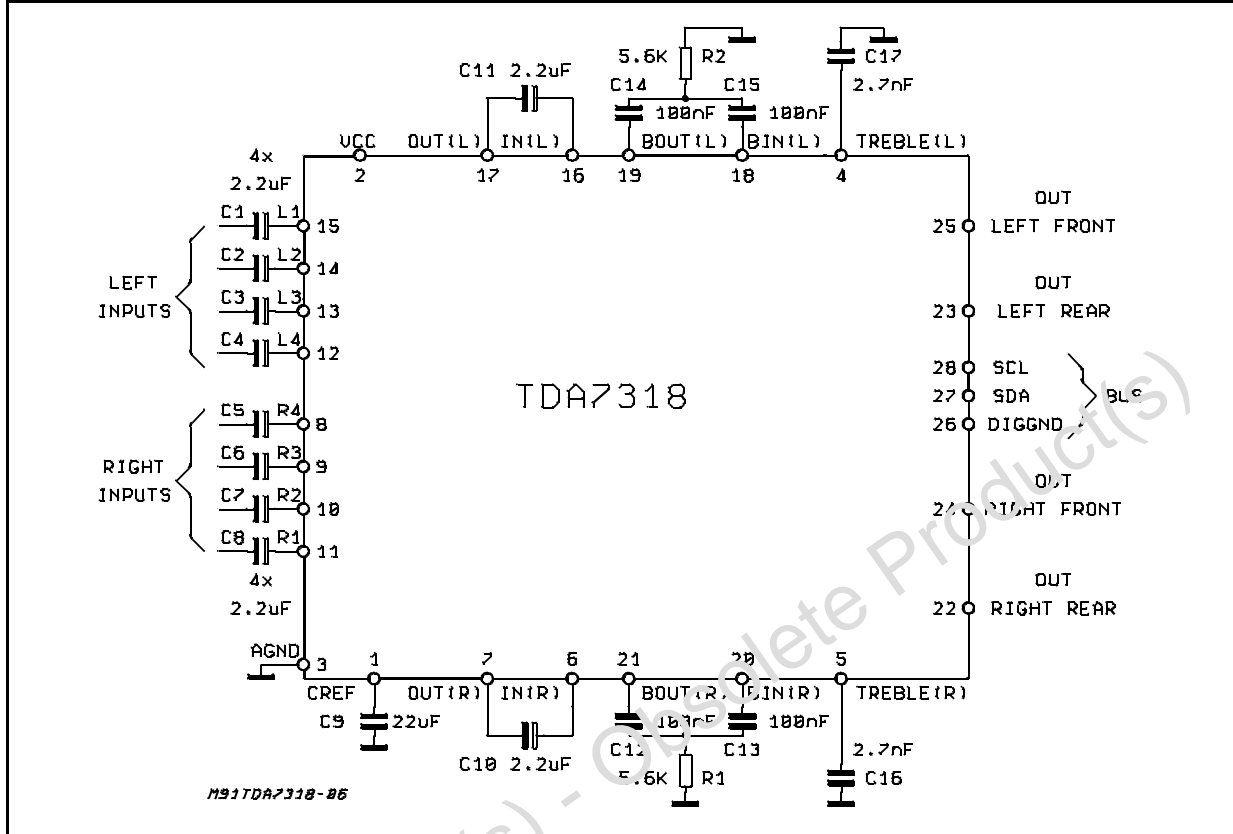 5.6K R2
C17
C11 2.2uF
C14 C15
2.7nF
100nF 100nF
VCC OUT(L) IN(L) BOUT(L) BIN(L) TREBLE(L)
4x
2 17 16 19 18 4
2.2uF
OUT
C1 L1 15
25 LEFT FRONT
C2 L2 14
LEFT
INPUTS
OUT
C3 L3 13
23 LEFT REAR
C4 L4 12
28 SCL
TDA7318
27 SDA
BUS
26 DIGGND
C5 R4 8
C6 R3 9
RIGHT
INPUTS
OUT
C7 R2 10
24 RIGHT FRONT
C8 R1 11
4x
OUT
2.2uF
22 RIGHT REAR
AGND 3
1 7 6 21 20 5
CREF OUT(R) IN(R) BOUT(R) BIN(R) TREBLE(R)
C9 22uF
100nF 100nF
C12 C13
2.7nF
C10 2.2uF
5.6K R1
C16
M91TDA7318-06
(s) - Obsolete Product(s)